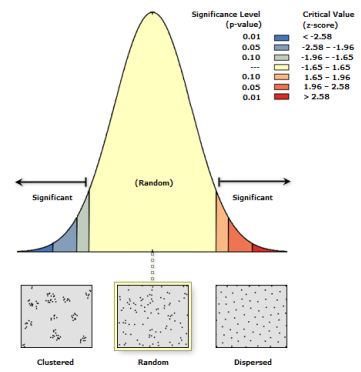 Significance Level Critical Value
(p-value) (z-score)
0.01 < -2.58
0.05 -2.58 – -1.96
0.10 -1.96 – -1.65
--- -1.65 – 1.65
0.10 1.65 – 1.96
0.05 1.96 – 2.58
0.01 > 2.58
(Random)
Significant Significant
Clustered Random Dispersed